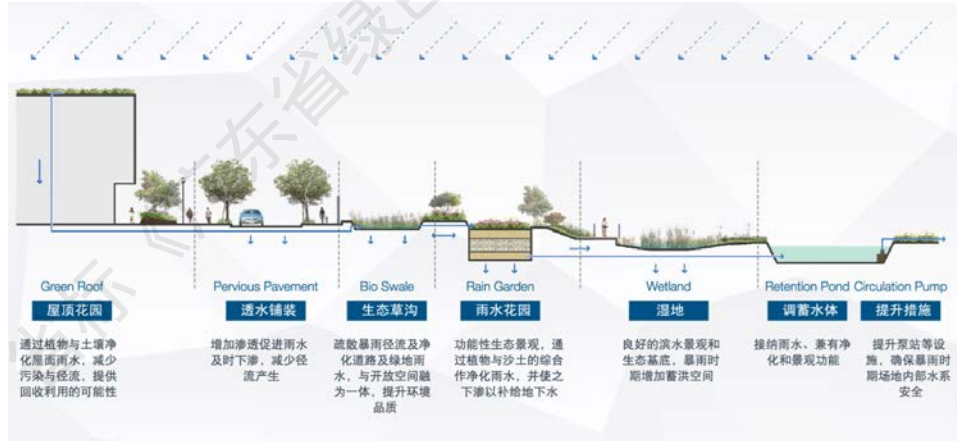 《广东省绿
省标
Green Roof
屋顶花园
通过植物与土壤净
化屋面雨水，减少
污染与径流，提供
回收利用的可能性
Pervious Pavement
透水铺装
增加渗透促进雨水
及时下渗，减少径
流产生
Bio Swale
生态草沟
疏散暴雨径流及净
化道路及绿地雨
水，与开放空间融
为一体，提升环境
品质
Rain Garden
雨水花园
功能性生态景观，通
过植物与沙土的综合
作净化雨水，并使之
下渗以补给地下水
Wetland
湿地
良好的滨水景观和
生态基底，暴雨时
期增加蓄洪空间
Retention Pond
调蓄水体
接纳雨水、兼有净
化和景观功能
Circulation Pump
提升措施
提升泵站等设
施，确保暴雨时
期场地内部水系
安全